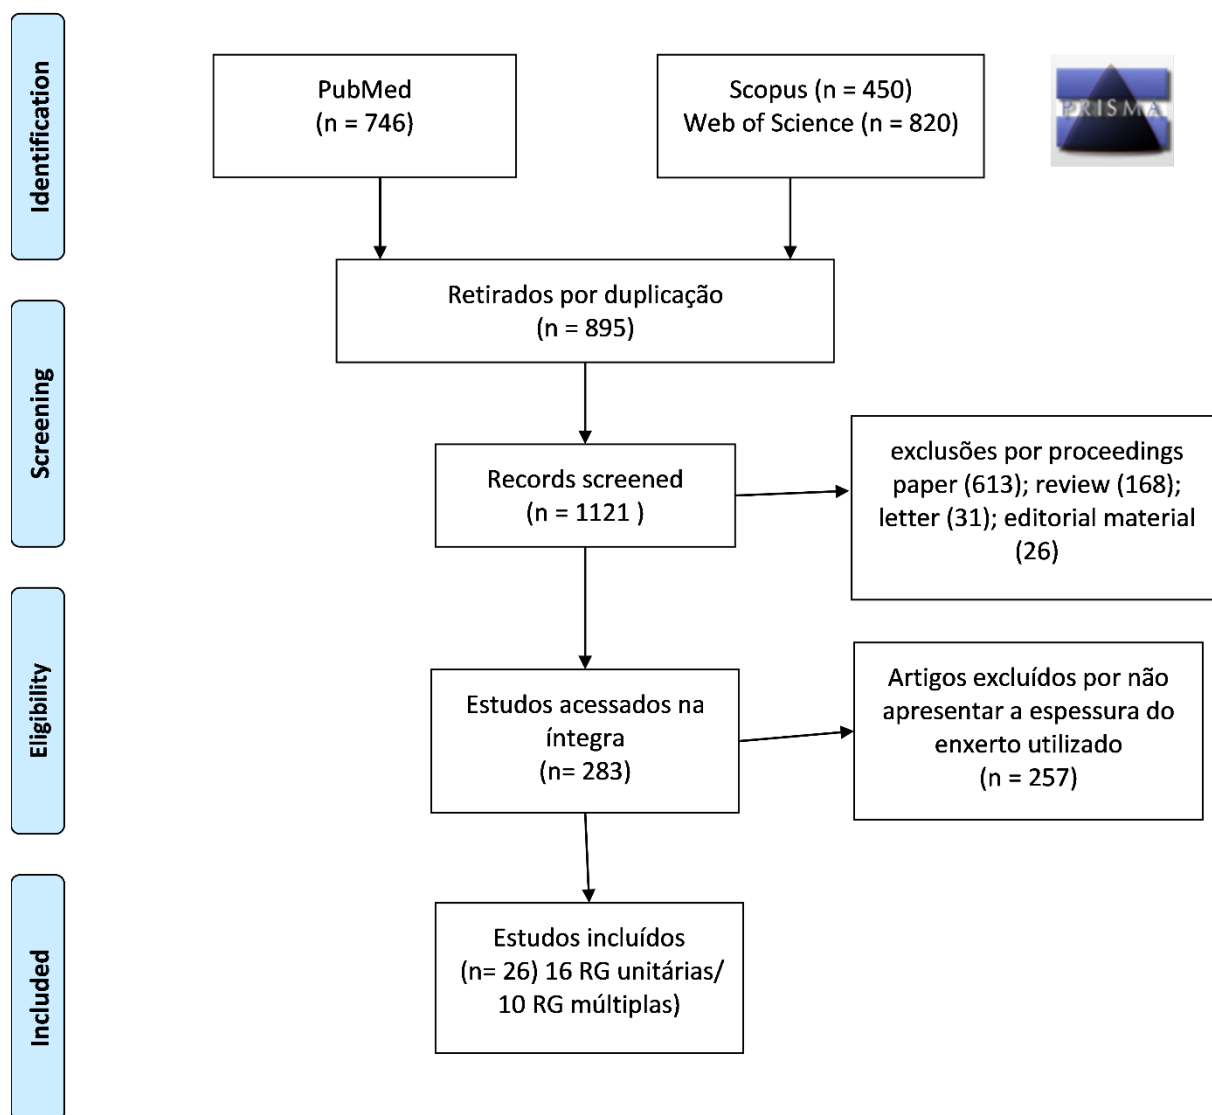 Identification
PubMed
(n = 746)
Scopus (n = 450)
Web of Science (n = 820)
PRISMA
Retirados por duplicação
(n = 895)
Screening
Records screened
(n = 1121 )
exclusões por proceedings
paper (613); review (168);
letter (31); editorial material
(26)
Eligibility
Estudos acessados na
íntegra
(n= 283)
Artigos excluídos por não
apresentar a espessura do
enxerto utilizado
(n = 257)
Included
Estudos incluídos
(n= 26) 16 RG unitárias/
10 RG múltiplas)